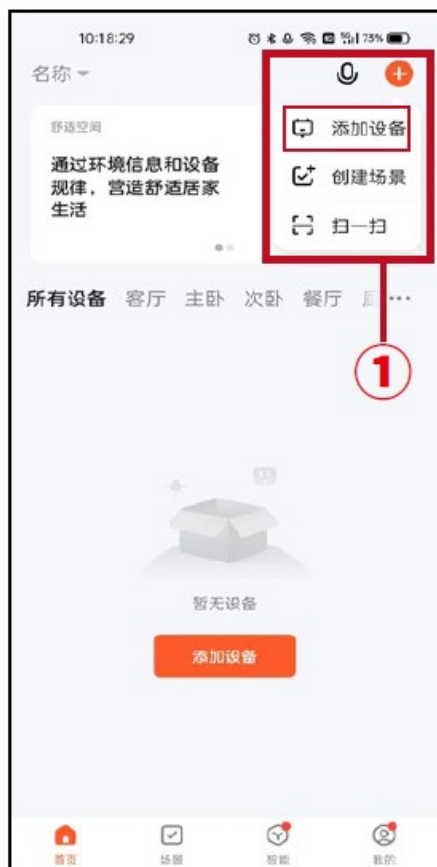 10:18:29
73%
名称
舒适空间
通过环境信息和设备
规律，营造舒适居家
生活
添加设备
创建场景
扫一扫
所有设备 客厅 主卧 次卧 餐厅
①
暂无设备
添加设备
首页 场景 智能 我的